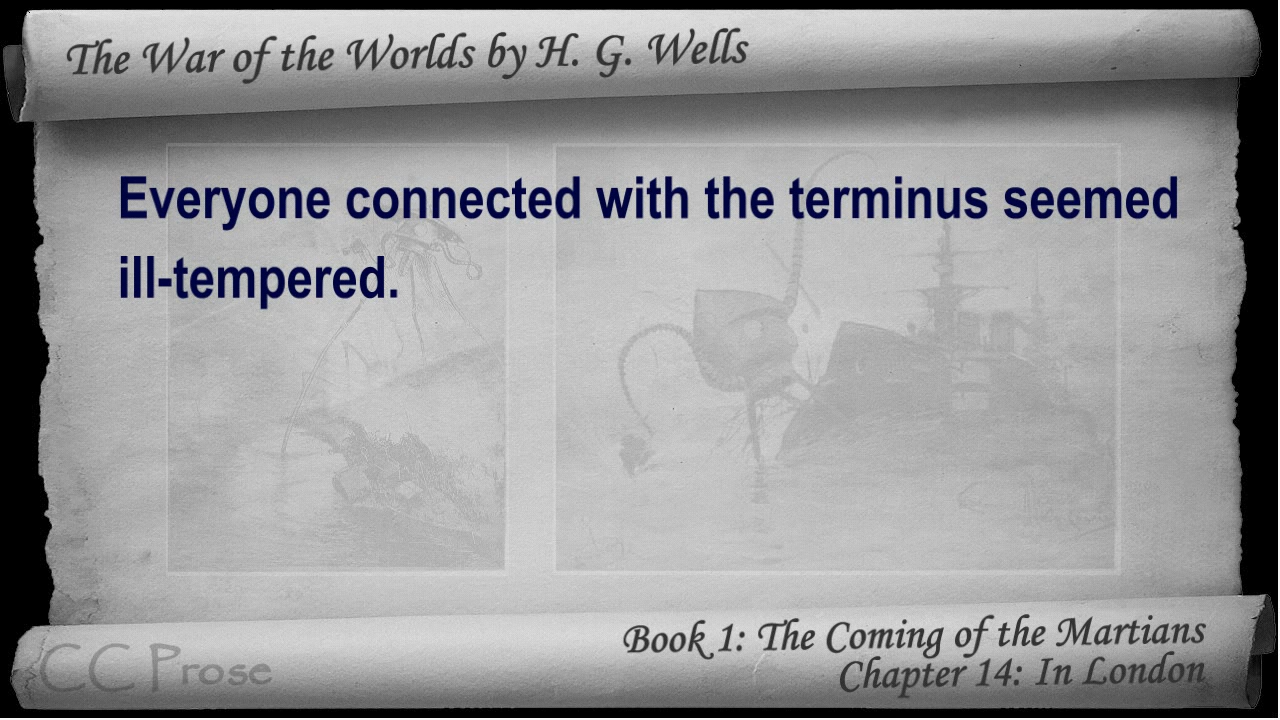 The War of the Worlds by H. G. Wells
Everyone connected with the terminus seemed
ill-tempered.
Book 1: The Coming of the Martians
Chapter 14: In London
CC Prose